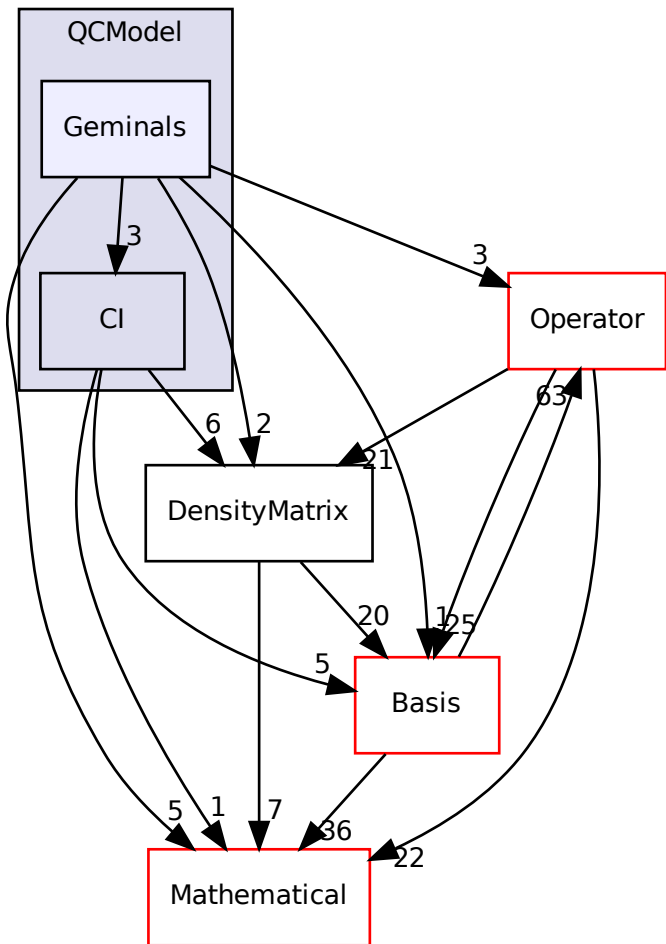 QCModel
Geminals
3
3
CI
Operator
63
6
2
21
DensityMatrix
20
1
25
5
Basis
5
1
7
36
22
Mathematical